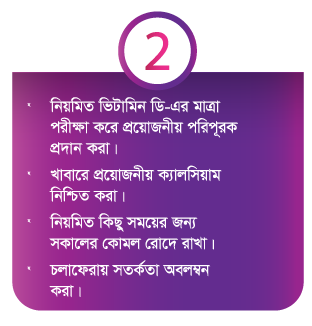 2
নিয়মিত ভিটামিন ডি-এর মাত্রা
পরীক্ষা করে প্রয়োজনীয় পরিপূরক
প্রদান করা।
খাবারে প্রয়োজনীয় ক্যালসিয়াম
নিশ্চিত করা।
নিয়মিত কিছু সময়ের জন্য
সকালের কোমল রোদে রাখা।
চলাফেরায় সতর্কতা অবলম্বন
করা।